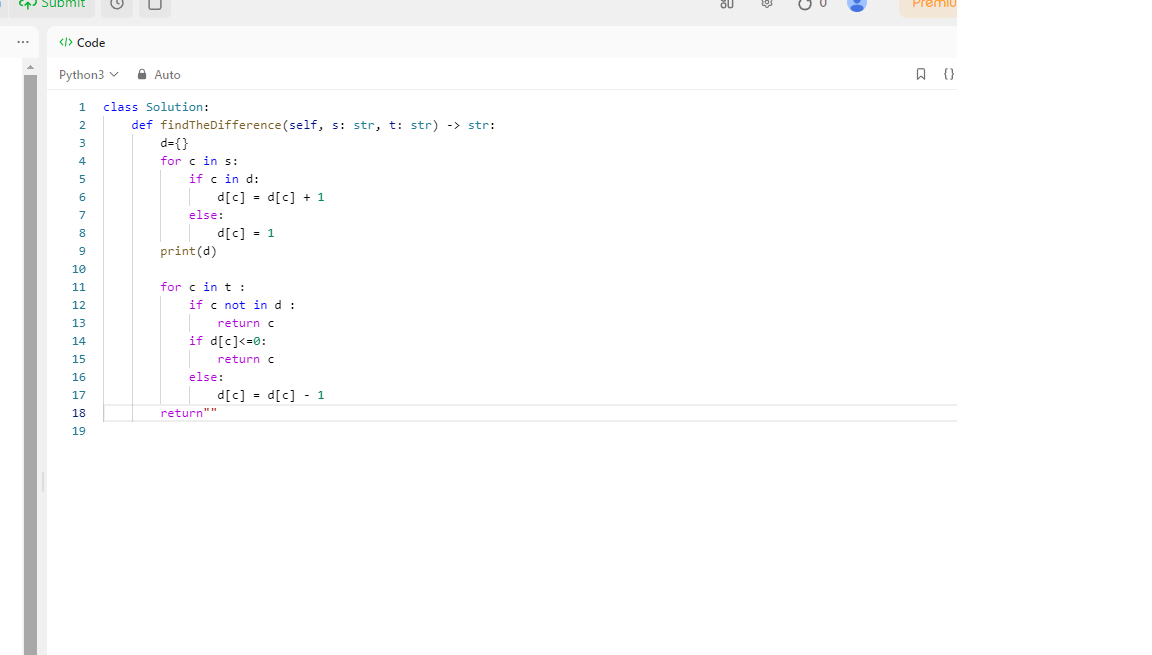 Submit
0
Premiu
</> Code
Python3
Auto
{}
1 class Solution:
2 def findTheDifference(self, s: str, t: str) -> str:
3 d={}
4 for c in s:
5 if c in d:
6 d[c] = d[c] + 1
7 else:
8 d[c] = 1
9 print(d)
10
11 for c in t :
12 if c not in d :
13 return c
14 if d[c]<=0:
15 return c
16 else:
17 d[c] = d[c] - 1
18 return""
19